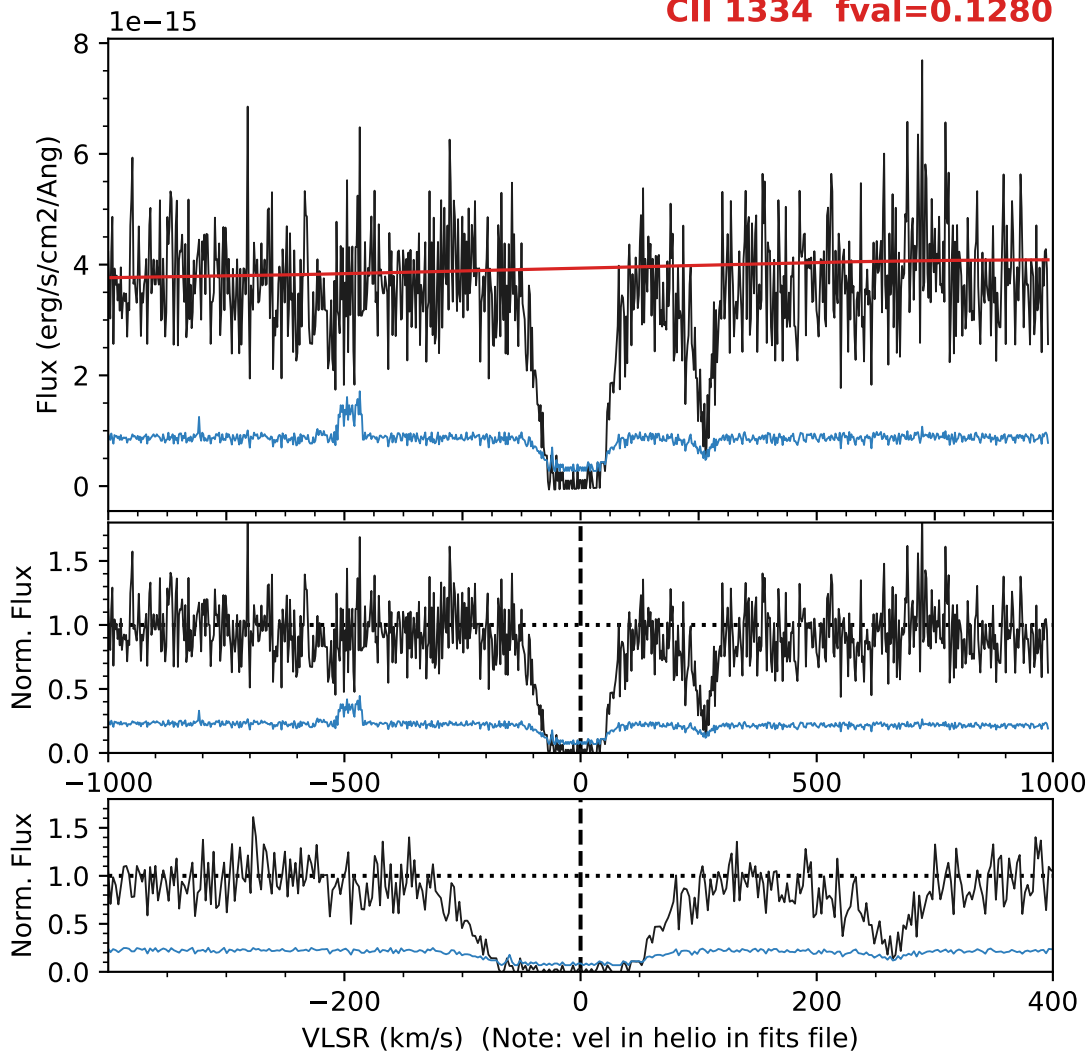 CII 1334 fval=0.1280
1e−15
8
6
4
2
0
Flux (erg/s/cm2/Ang)
1.5
1.0
0.5
0.0
Norm. Flux
−1000 −500 0 500 1000
1.5
1.0
0.5
0.0
Norm. Flux
−200 0 200 400
VLSR (km/s) (Note: vel in helio in fits file)